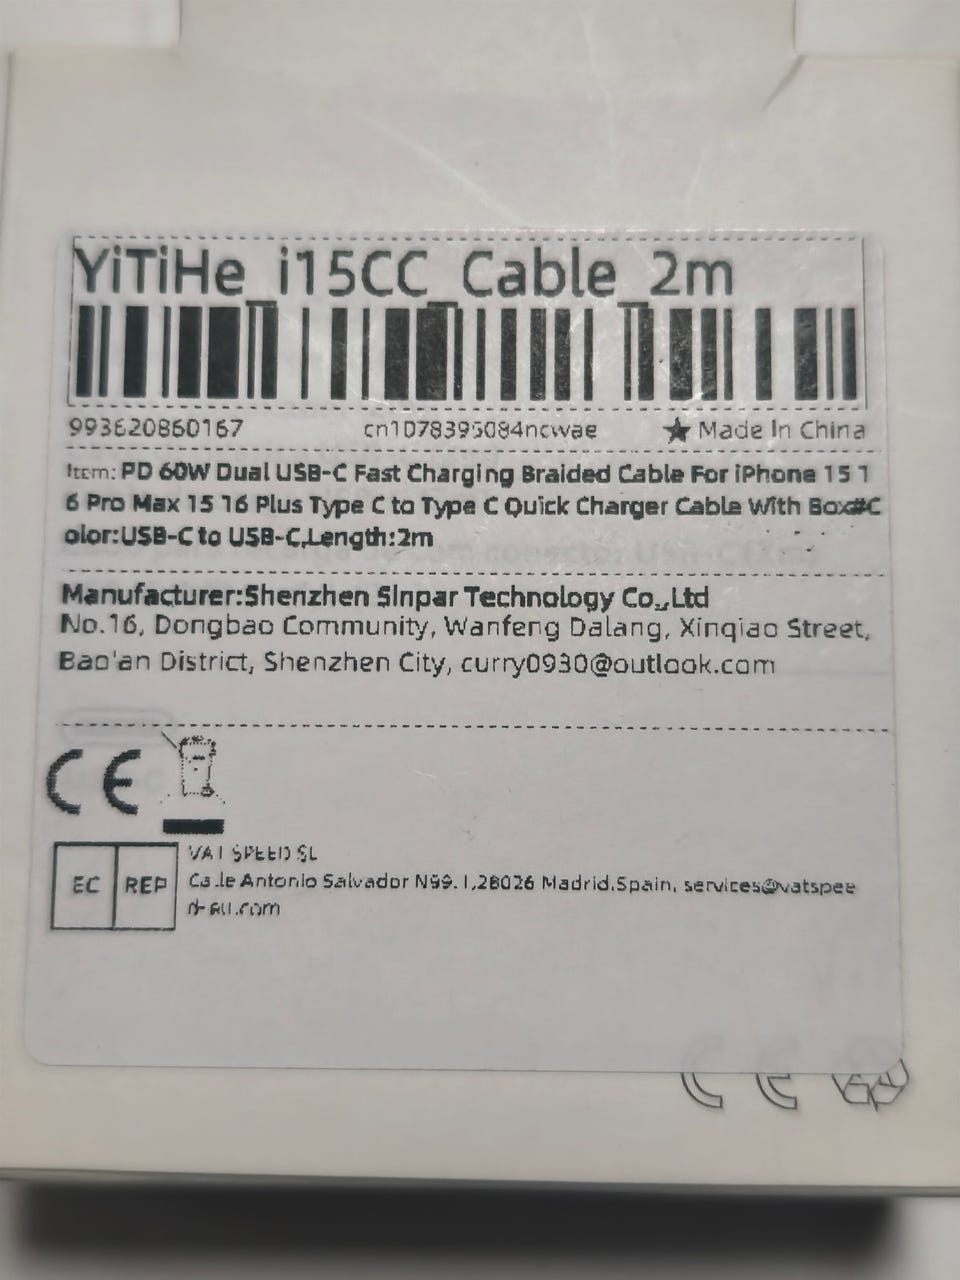 YiTiHe_i15CC_Cable_2m
993620860167 cn1078395084ncwae ★ Made In China
Item: PD 60W Dual USB-C Fast Charging Braided Cable For iPhone 15 1
6 Pro Max 15 16 Plus Type C to Type C Quick Charger Cable With Box#C
olor:USB-C to USB-C,Length:2m
Manufacturer:Shenzhen Sinpar Technology Co.,Ltd
No.16, Dongbao Community, Wanfeng Dalang, Xinqiao Street,
Bao'an District, Shenzhen City, curry0930@outlook.com
CE
EC REP
VAT SPEED SL
Calle Antonio Salvador N99. 1,28026 Madrid,Spain, services@vatspee
d-eu.com
CE